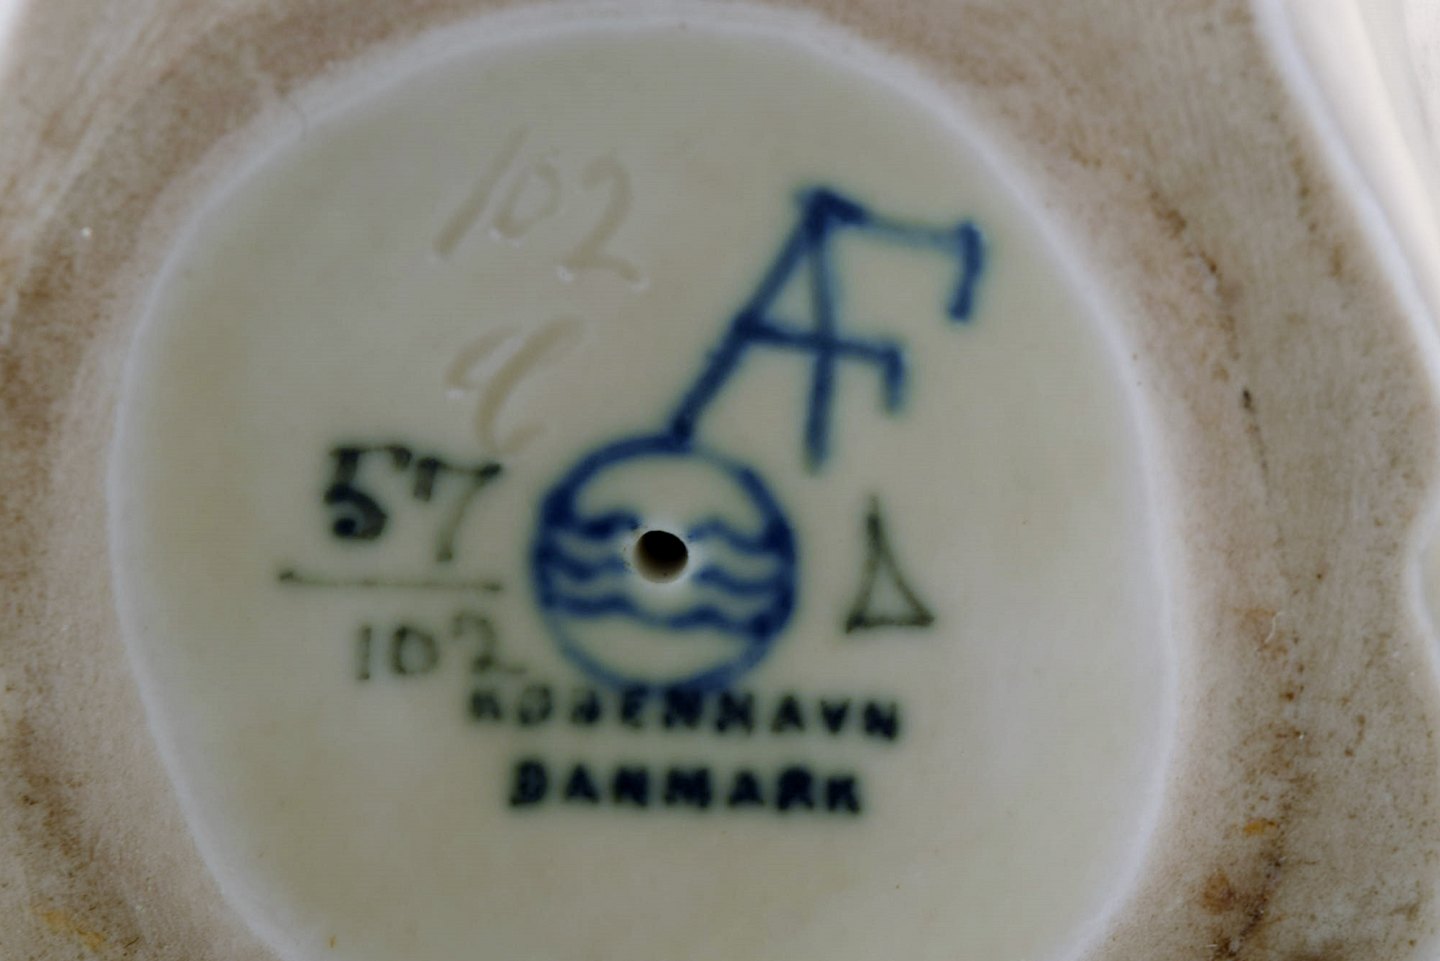 102
57
102
Δ
KØBENHAVN
DANMARK